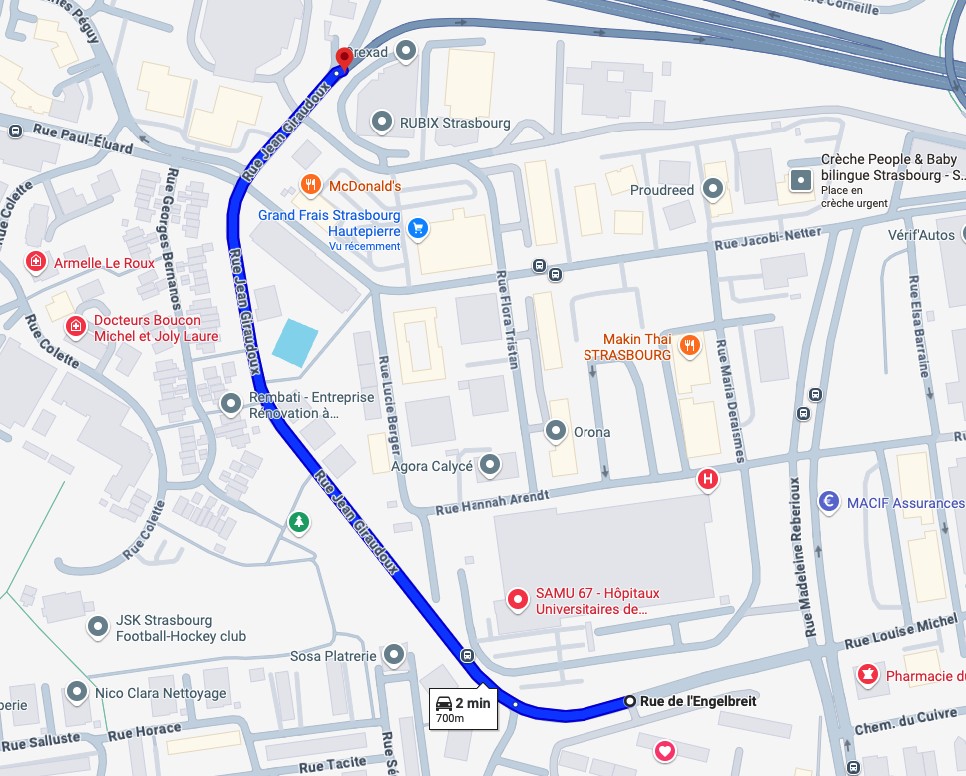 Corneille
Péguy
Brexad
RUBIX Strasbourg
Rue Paul-Éluard
Rue Jean Giraudoux
McDonald's
Crèche People & Baby
bilingue Strasbourg - S...
Place en
crèche urgent
Proudreed
Rue Colette
Rue Georges Bernanos
Grand Frais Strasbourg
Hautepierre
Vu récemment
Rue Jacobi-Netter
Vérif'Autos
Armelle Le Roux
Rue Jean Giraudoux
Rue Flora Tristan
Rue Elsa Barraine
Docteurs Boucon
Michel et Joly Laure
Rue Colette
Makin Thaï
STRASBOURG
Rue Maria Deraismes
Rue Lucie Berger
Rembati - Entreprise
Rénovation à...
Orona
Agora Calycé
Rue Hannah Arendt
H
MACIF Assurances
Rue Jean Giraudoux
Rue Colette
Rue Madeleine Reberioux
SAMU 67 - Hôpitaux
Universitaires de...
JSK Strasbourg
Football-Hockey club
Rue Louise Michel
Sosa Platrerie
Pharmacie du
Nico Clara Nettoyage
perie
2 min
700m
Rue de l'Engelbreit
Chem. du Cuivre
Rue Salluste
Rue Horace
Rue Tacite
Rue Sé